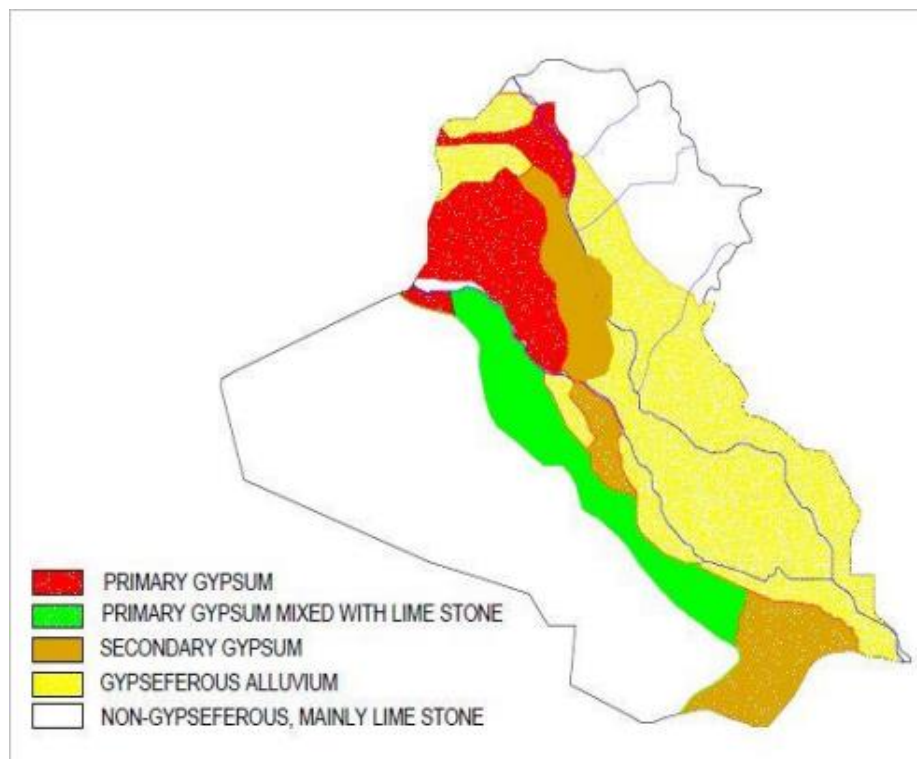 PRIMARY GYPSUM
PRIMARY GYPSUM MIXED WITH LIME STONE
SECONDARY GYPSUM
GYPSEFEROUS ALLUVIUM
NON-GYPSEFEROUS, MAINLY LIME STONE